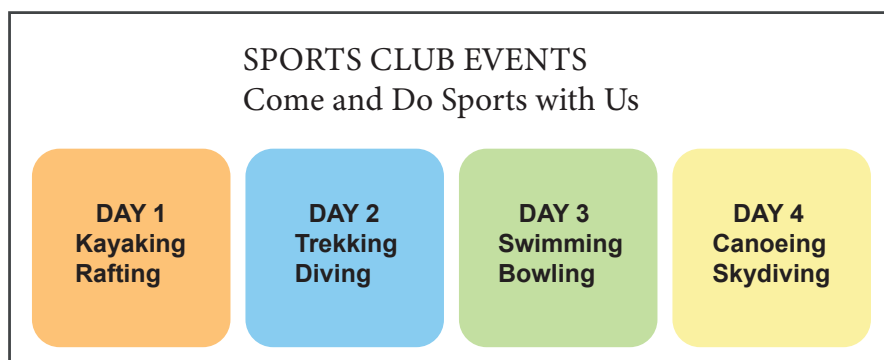 SPORTS CLUB EVENTS
Come and Do Sports with Us
DAY 1
Kayaking
Rafting
DAY 2
Trekking
Diving
DAY 3
Swimming
Bowling
DAY 4
Canoeing
Skydiving